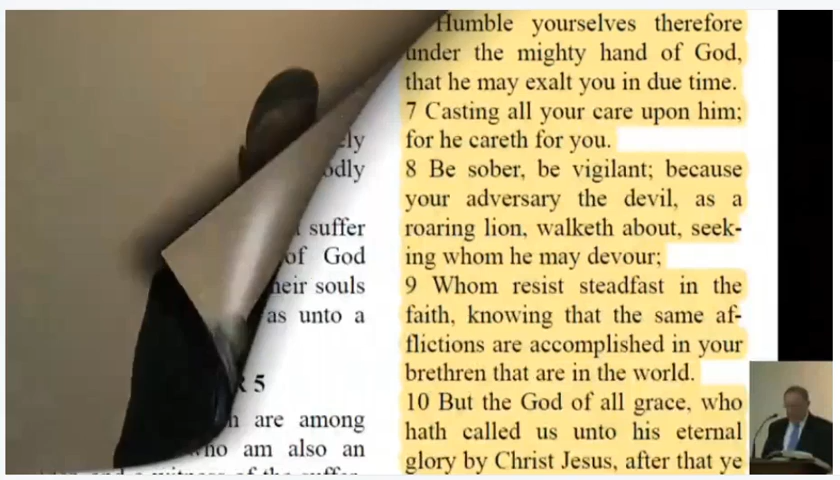 suffer
of God
souls
as unto a
5
are among
who am also an
and a witness of the suffer-
Humble yourselves therefore
under the mighty hand of God,
that he may exalt you in due time.
7 Casting all your care upon him;
for he careth for you.
8 Be sober, be vigilant; because
your adversary the devil, as a
roaring lion, walketh about, seek-
ing whom he may devour;
9 Whom resist steadfast in the
faith, knowing that the same af-
flictions are accomplished in your
brethren that are in the world.
10 But the God of all grace, who
hath called us unto his eternal
glory by Christ Jesus, after that ye